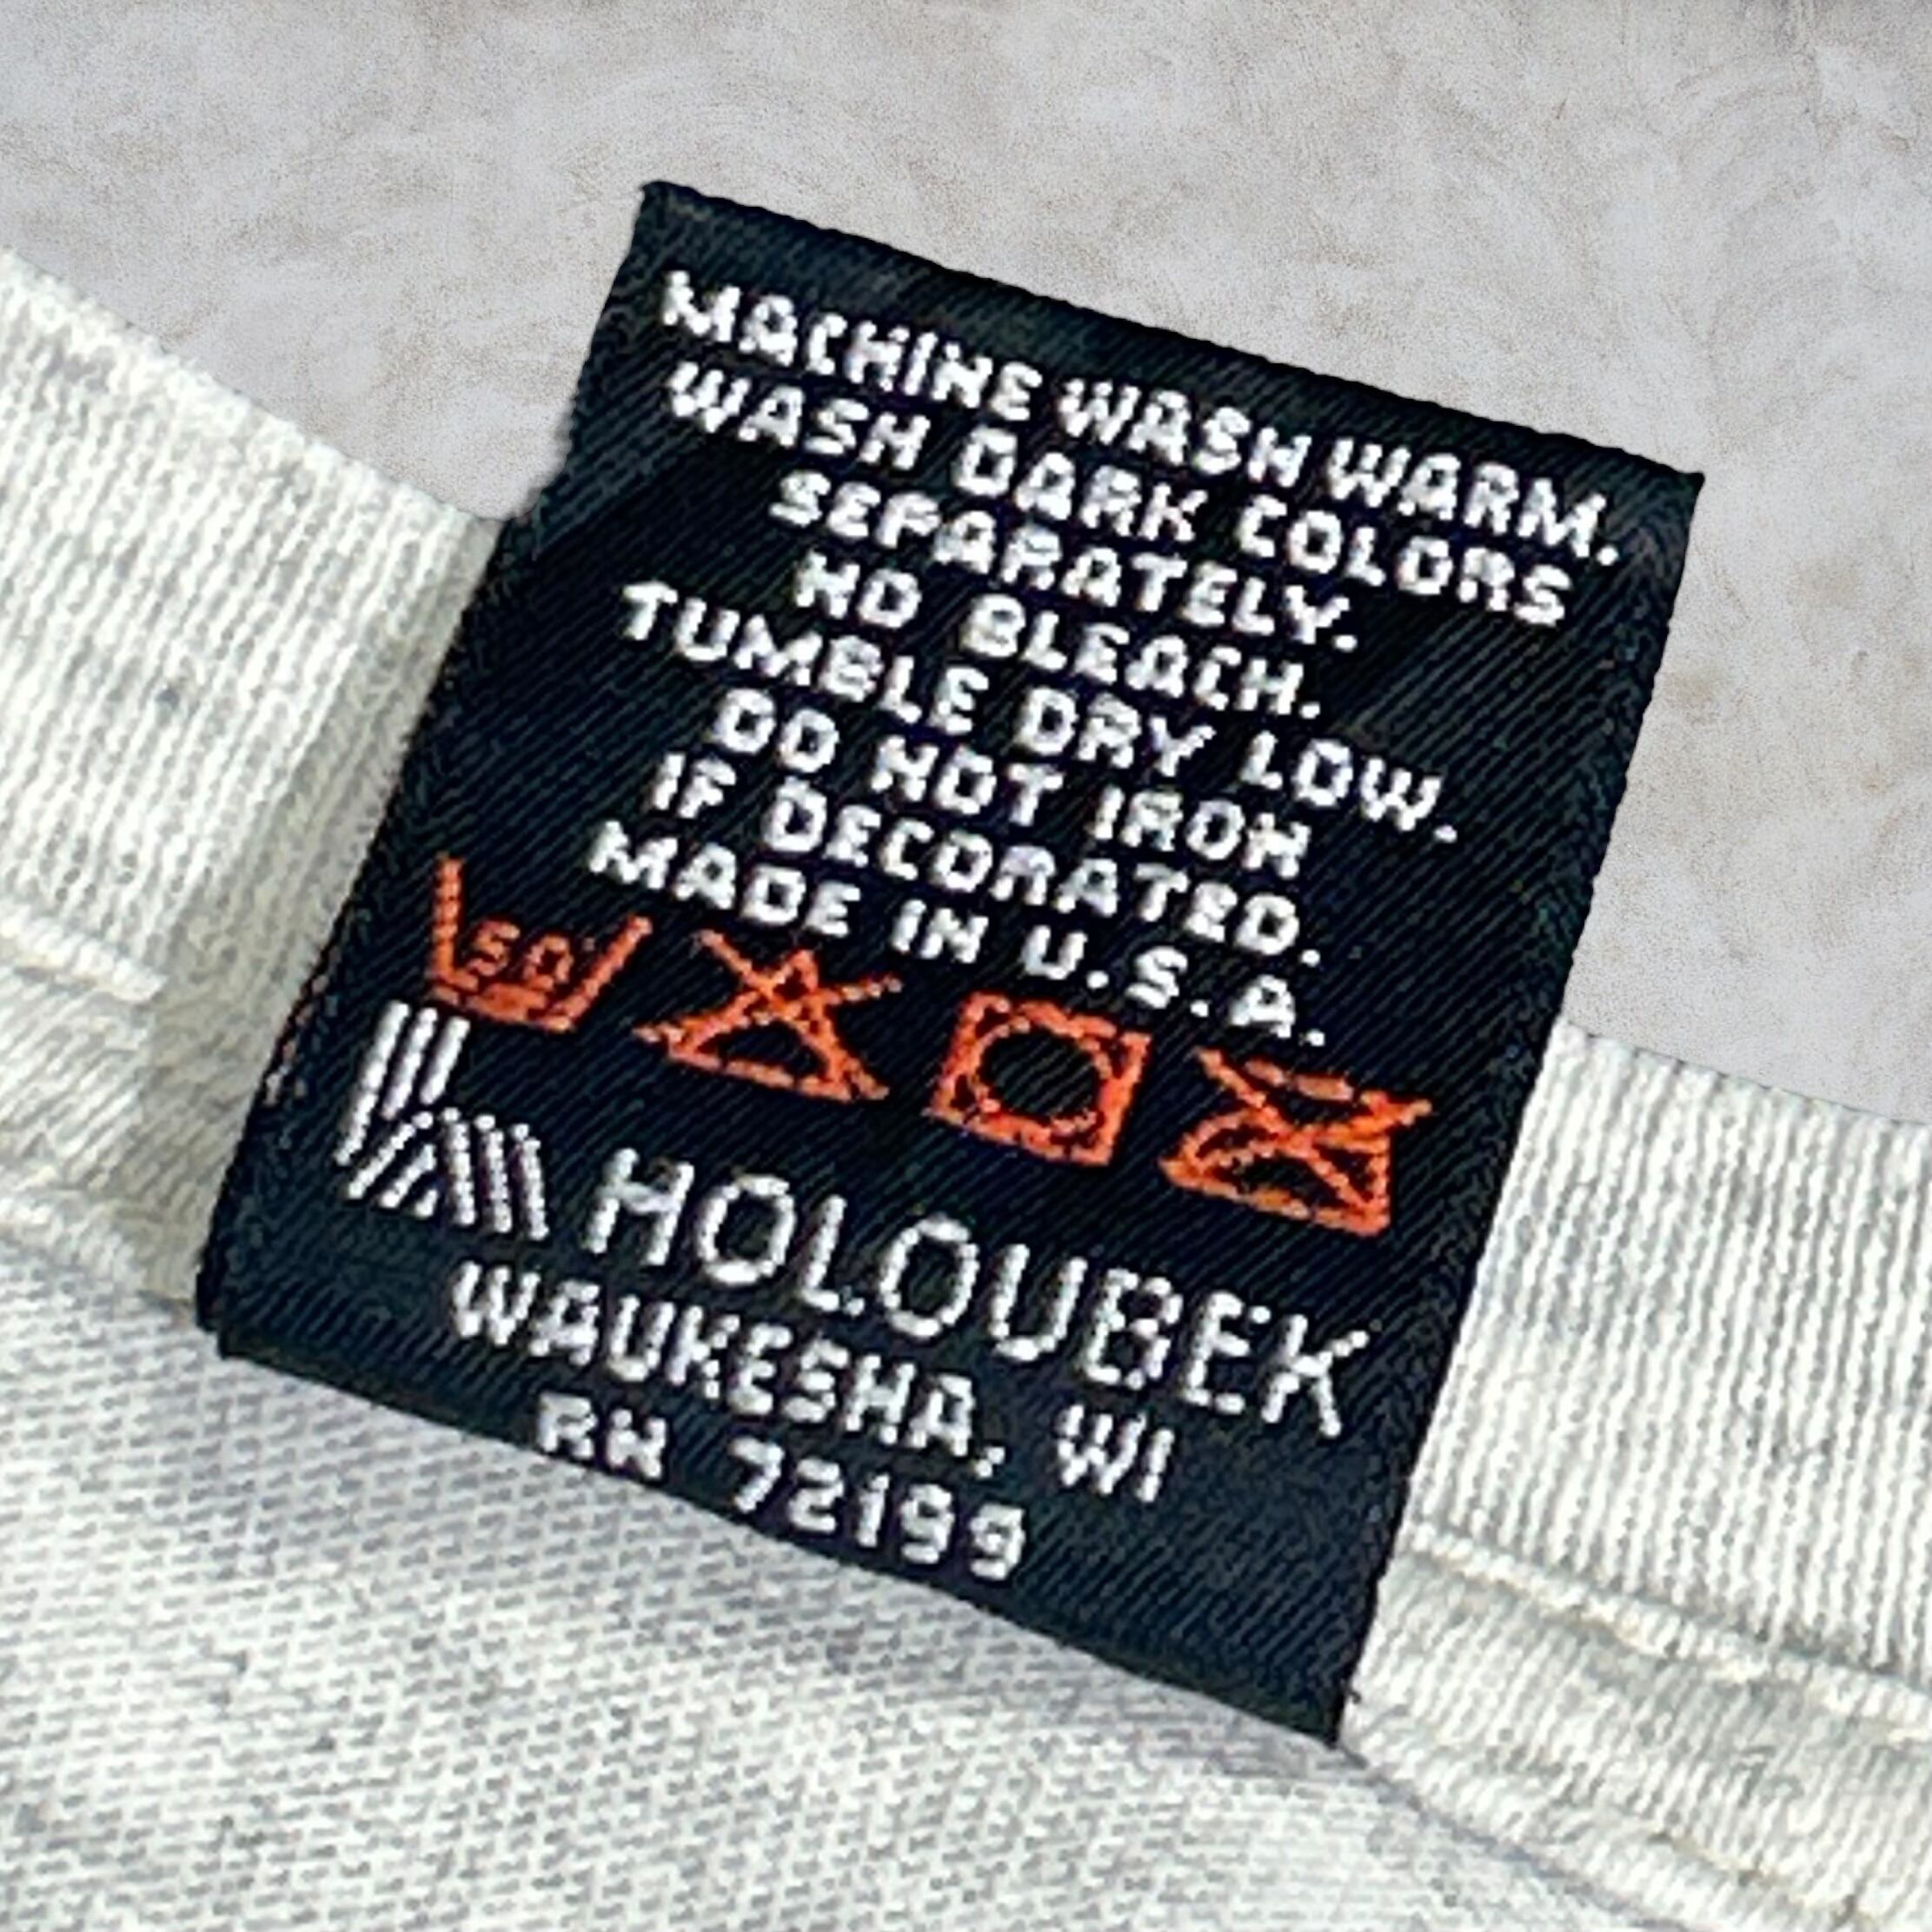 MACHINE WASH WARM.
WASH DARK COLORS
SEPARATELY.
NO BLEACH.
TUMBLE DRY LOW.
DO NOT IRON
IF DECORATED.
MADE IN U.S.A.
50
HOLOUBEK
WAUKESHA, WI
RN 72199